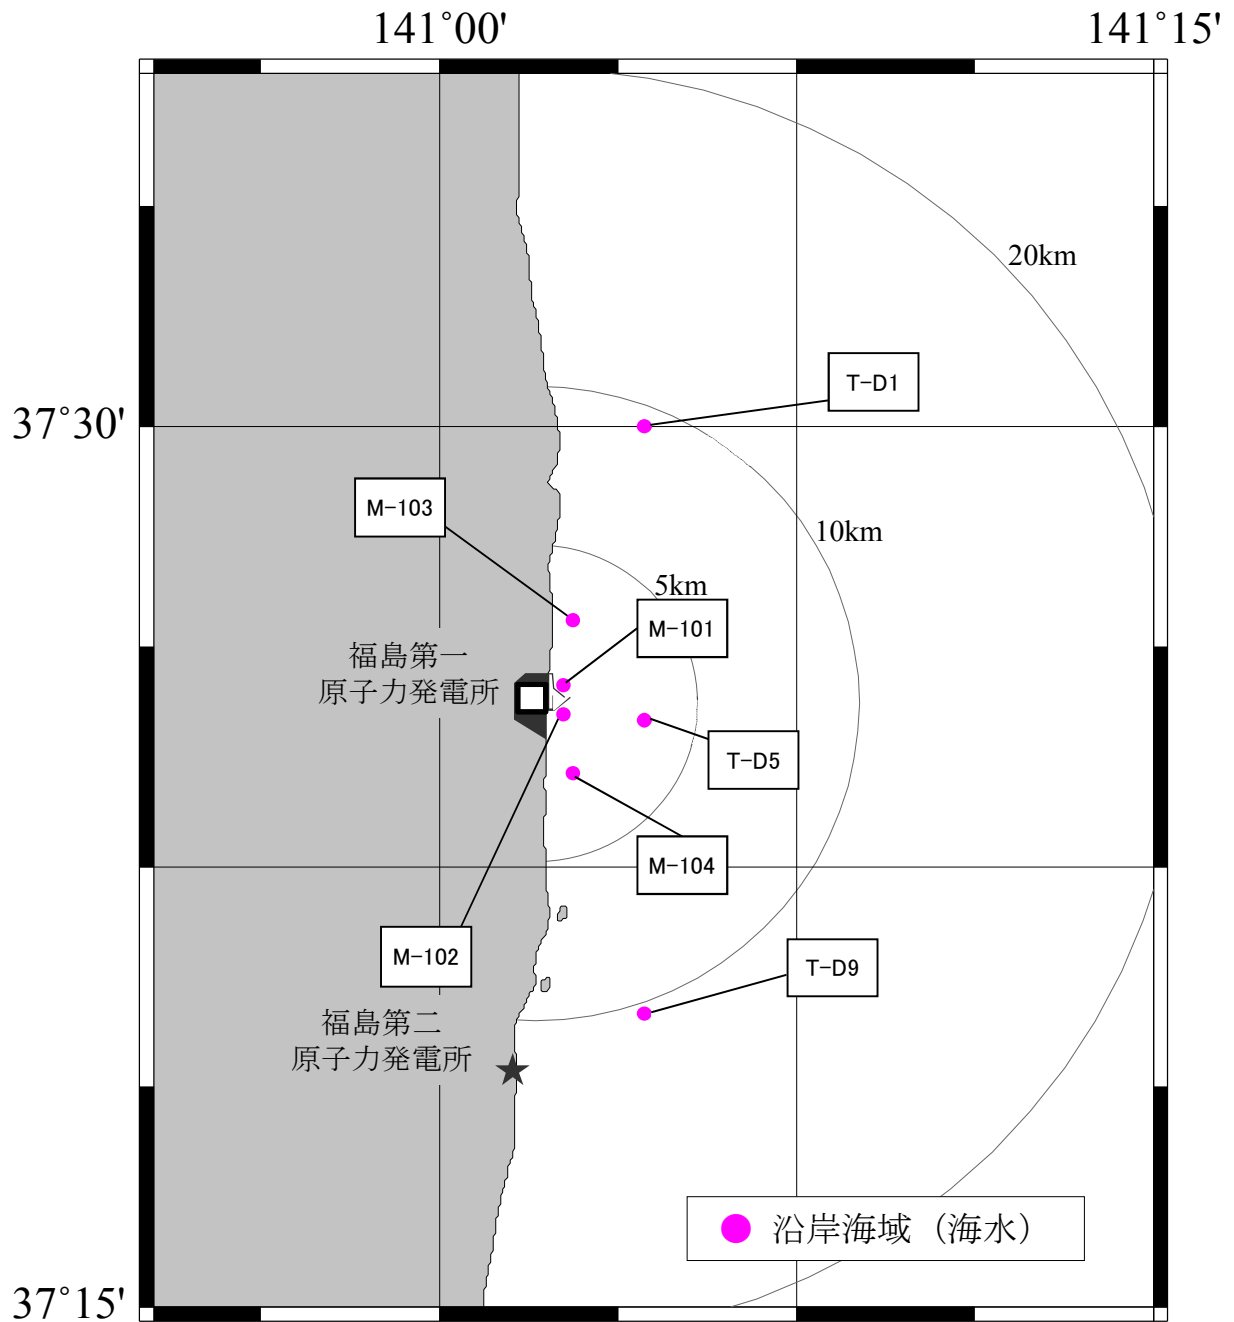 141°00'
141°15'
20km
T-D1
37°30'
M-103
10km
5km
M-101
福島第一
原子力発電所
T-D5
M-104
M-102
T-D9
福島第二
原子力発電所
沿岸海域（海水）
37°15'